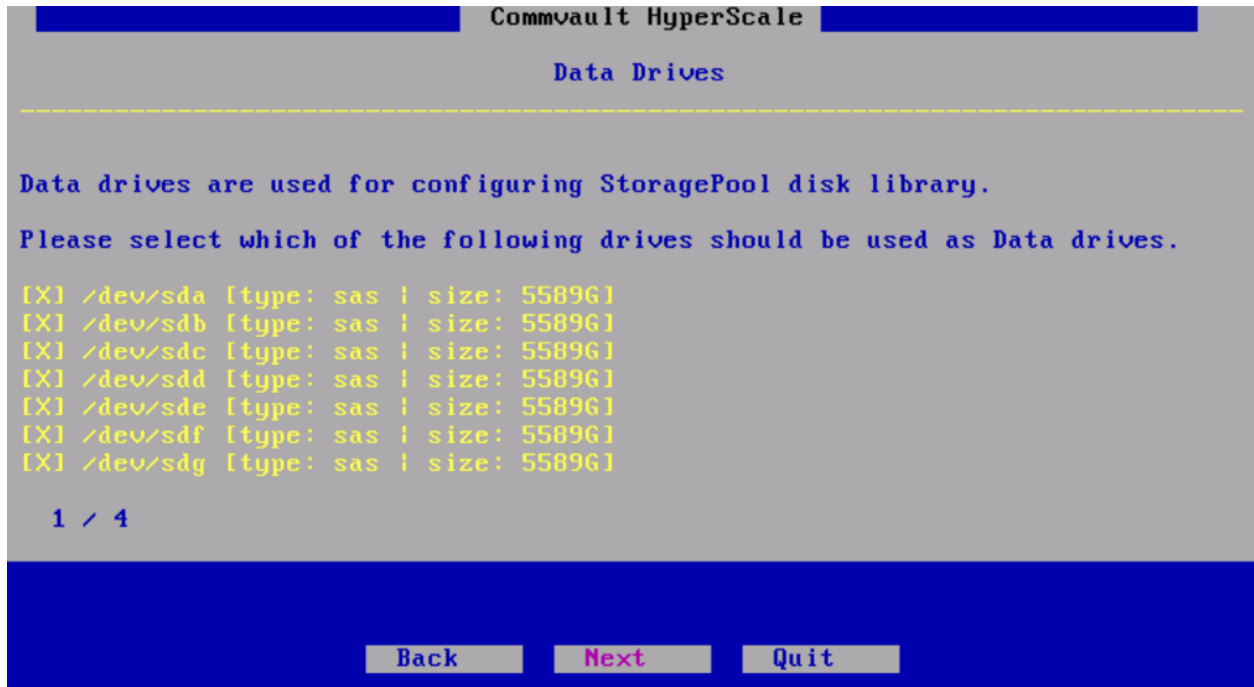 Commvault HyperScale
Data Drives
Data drives are used for configuring StoragePool disk library.
Please select which of the following drives should be used as Data drives.
[X] /dev/sda [type: sas | size: 5589G]
[X] /dev/sdb [type: sas | size: 5589G]
[X] /dev/sdc [type: sas | size: 5589G]
[X] /dev/sdd [type: sas | size: 5589G]
[X] /dev/sde [type: sas | size: 5589G]
[X] /dev/sdf [type: sas | size: 5589G]
[X] /dev/sdg [type: sas | size: 5589G]
1 / 4
Back Next Quit